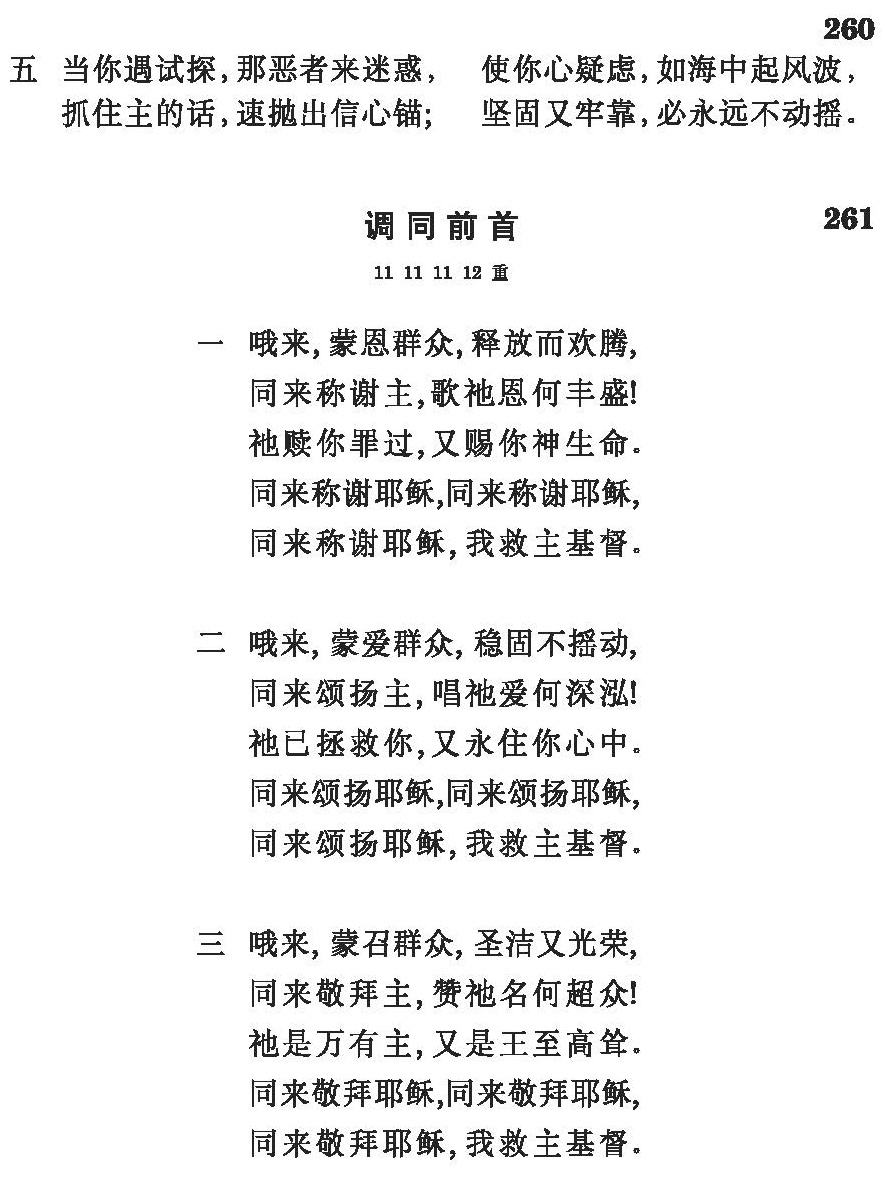 260
五 当你遇试探,那恶者来迷惑, 使你心疑虑,如海中起风波,
抓住主的话,速抛出信心锚; 坚固又牢靠,必永远不动摇。
调同前首 261
11 11 11 12 重
一 哦来,蒙恩群众,释放而欢腾,
同来称谢主,歌祂恩何丰盛!
祂赎你罪过,又赐你神生命。
同来称谢耶稣,同来称谢耶稣,
同来称谢耶稣,我救主基督。
二 哦来,蒙爱群众,稳固不摇动,
同来颂扬主,唱祂爱何深泓!
祂已拯救你,又永住你心中。
同来颂扬耶稣,同来颂扬耶稣,
同来颂扬耶稣,我救主基督。
三 哦来,蒙召群众,圣洁又光荣,
同来敬拜主,赞祂名何超众!
祂是万有主,又是王至高耸。
同来敬拜耶稣,同来敬拜耶稣,
同来敬拜耶稣,我救主基督。